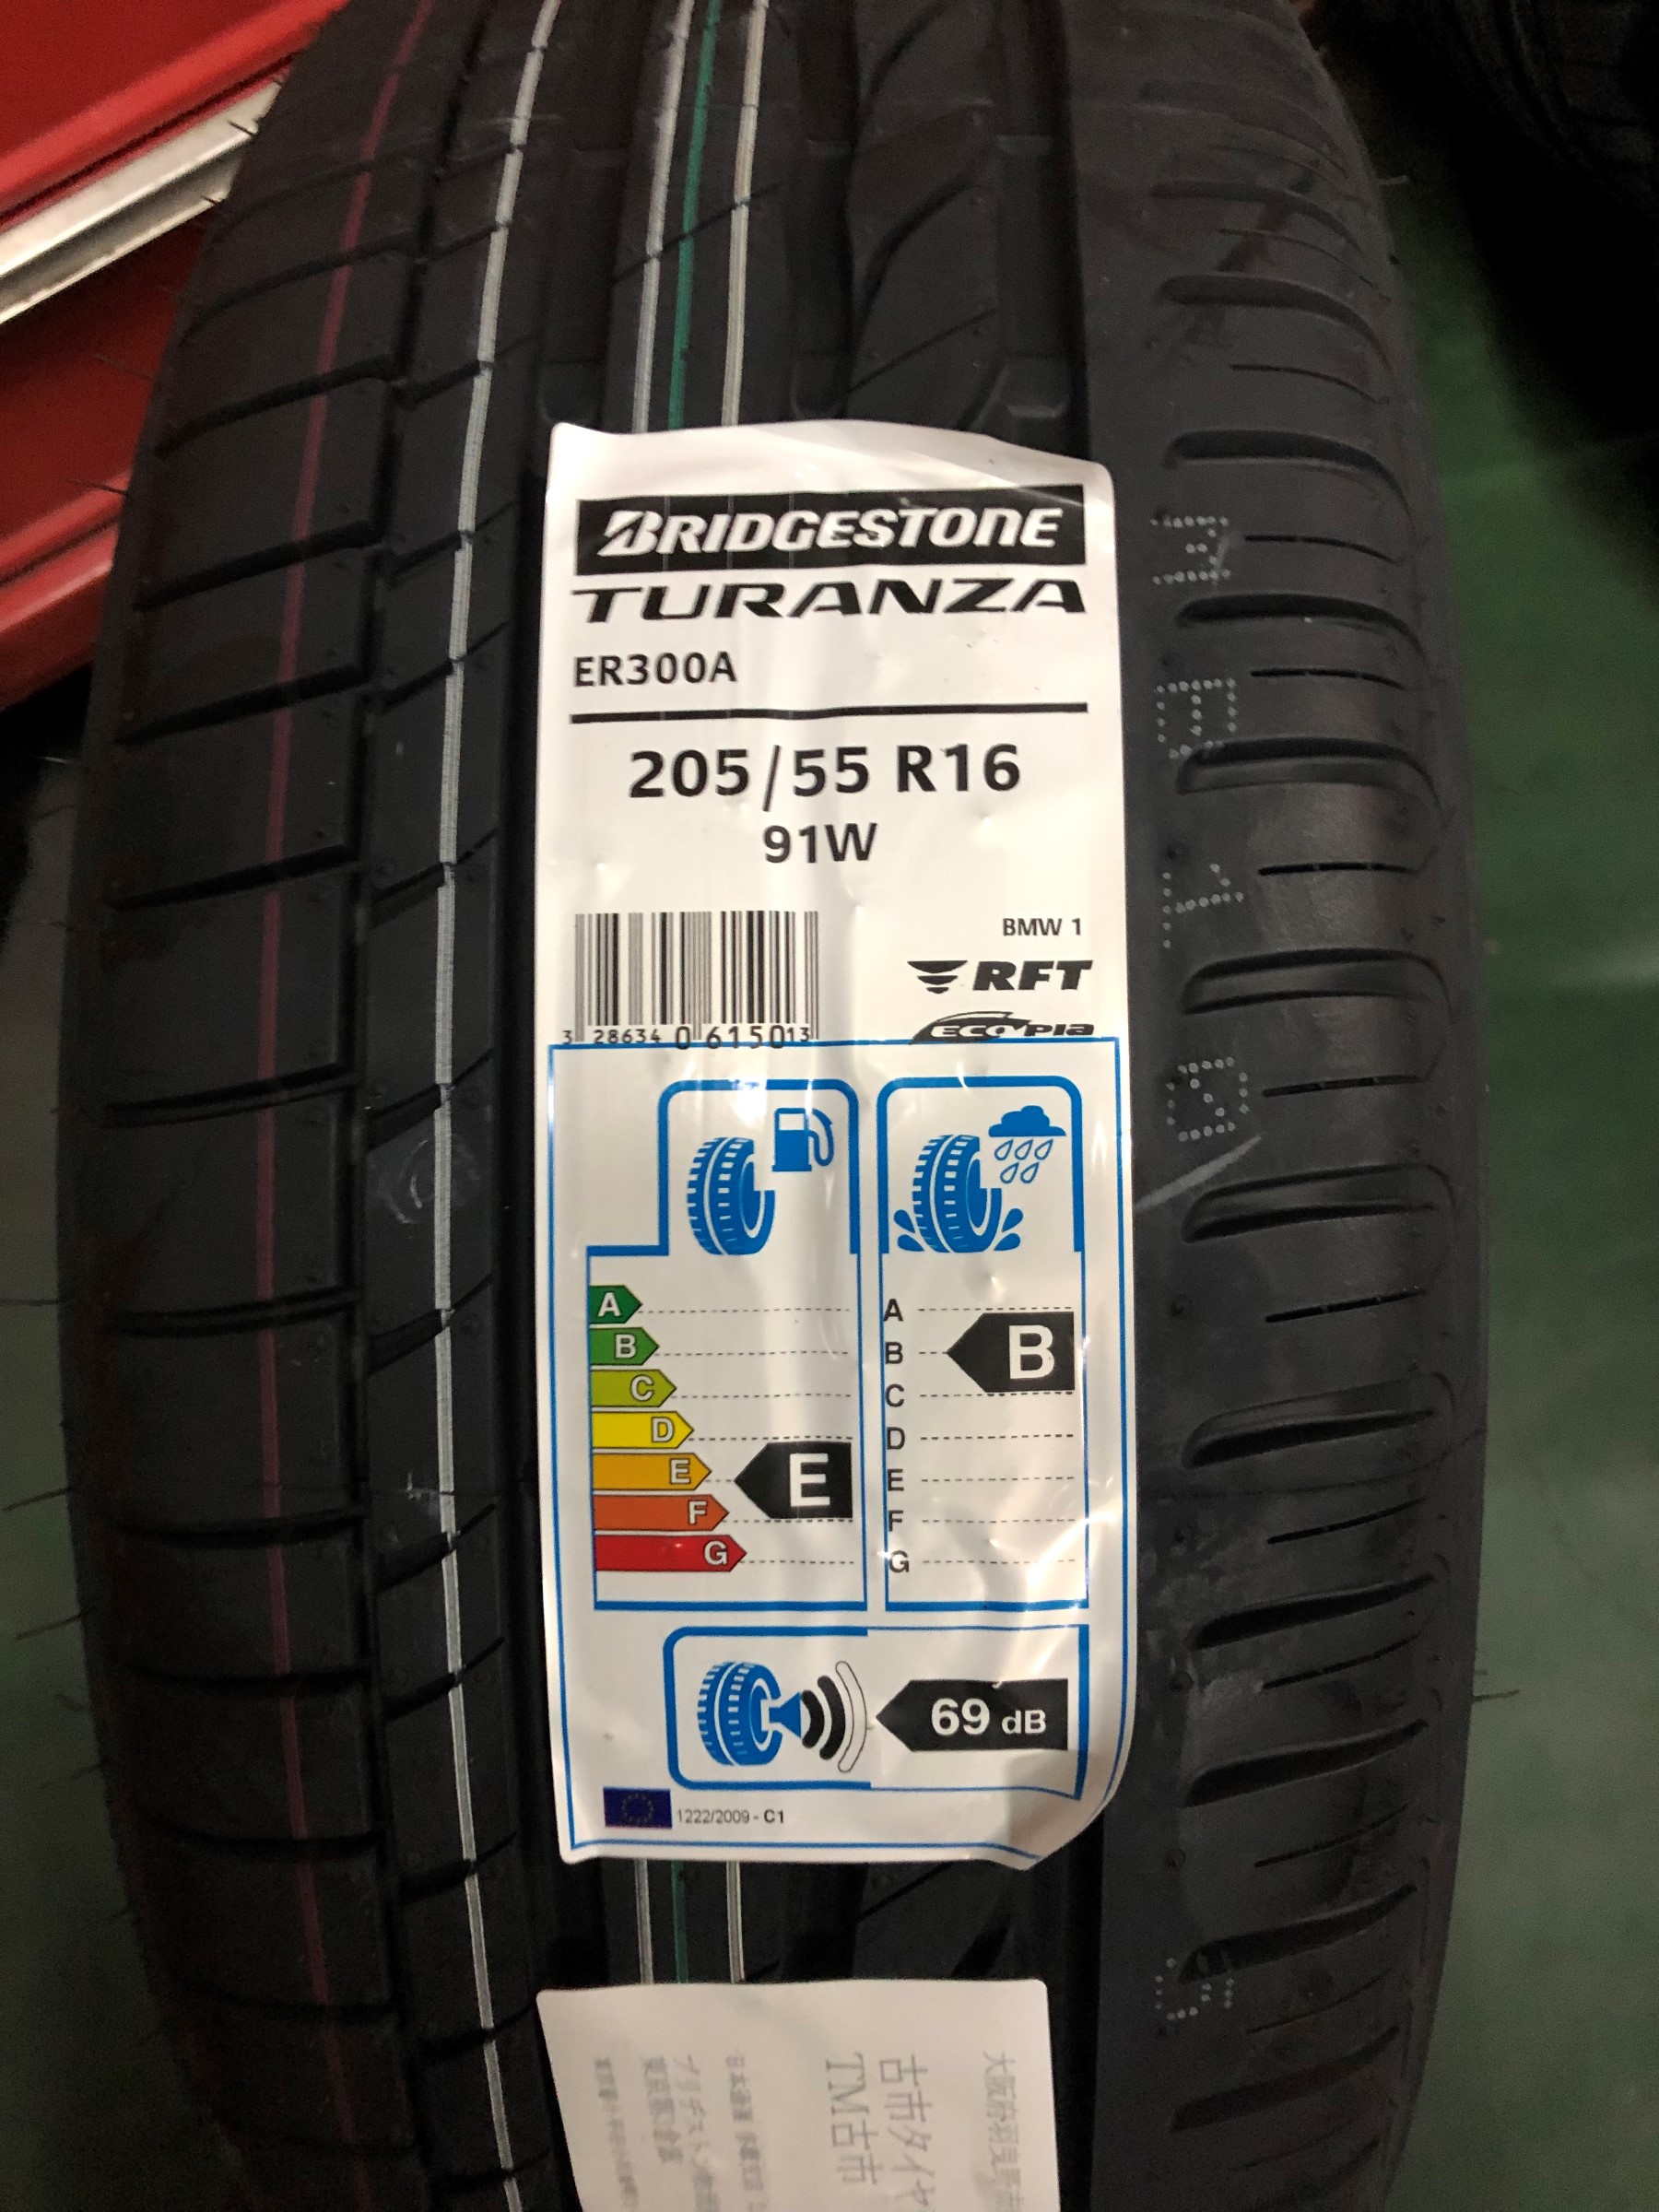 BRIDGESTONE
TURANZA
ER300A
205/55 R16
91W
BMW 1
RFT
ECOPIA
3 286340 615013
A
B
C
D
E
F
G
E
A
B
C
D
E
F
G
B
69 dB
1222/2009 - C1
古市タイヤ
TM古市